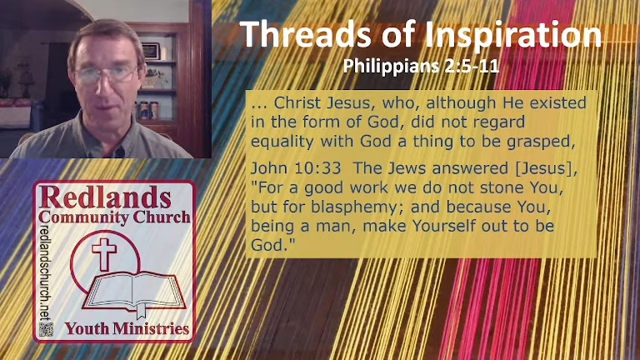 Threads of Inspiration
Philippians 2:5-11
... Christ Jesus, who, although He existed
in the form of God, did not regard
equality with God a thing to be grasped,
John 10:33  The Jews answered [Jesus],
"For a good work we do not stone You,
but for blasphemy; and because You,
being a man, make Yourself out to be
God."
Redlands
Community Church
redlandschurch.net
Youth Ministries